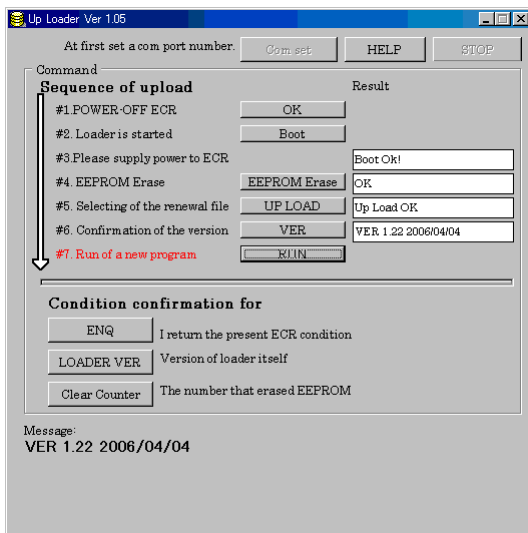 Up Loader Ver 1.05
At first set a com port number. Com set HELP STOP
Command
Sequence of upload Result
#1.POWER-OFF ECR OK
#2. Loader is started Boot
#3.Please supply power to ECR Boot Ok!
#4. EEPROM Erase EEPROM Erase OK
#5. Selecting of the renewal file UP LOAD Up Load OK
#6. Confirmation of the version VER VER 1.22 2006/04/04
#7. Run of a new program RUN
Condition confirmation for
ENQ I return the present ECR condition
LOADER VER Version of loader itself
Clear Counter The number that erased EEPROM
Message:
VER 1.22 2006/04/04